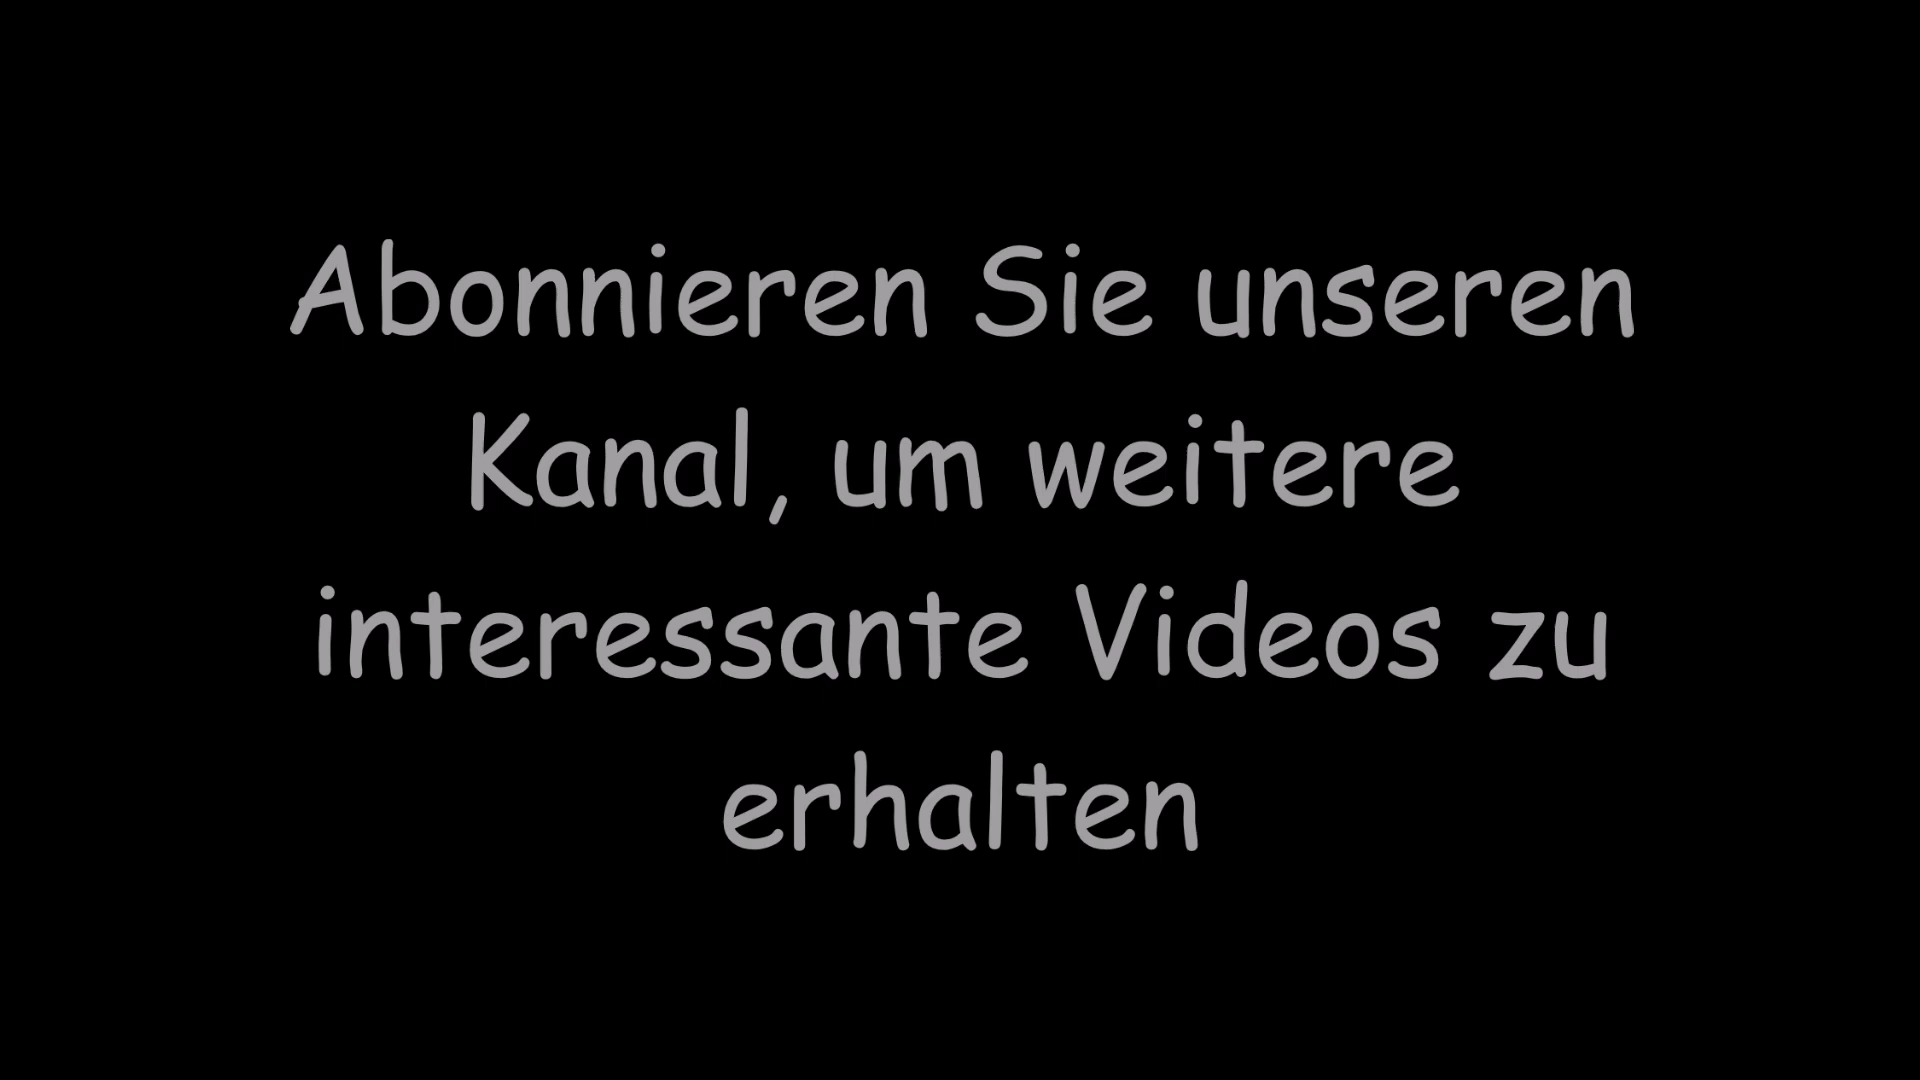 Abonnieren Sie unseren
Kanal, um weitere
interessante Videos zu
erhalten